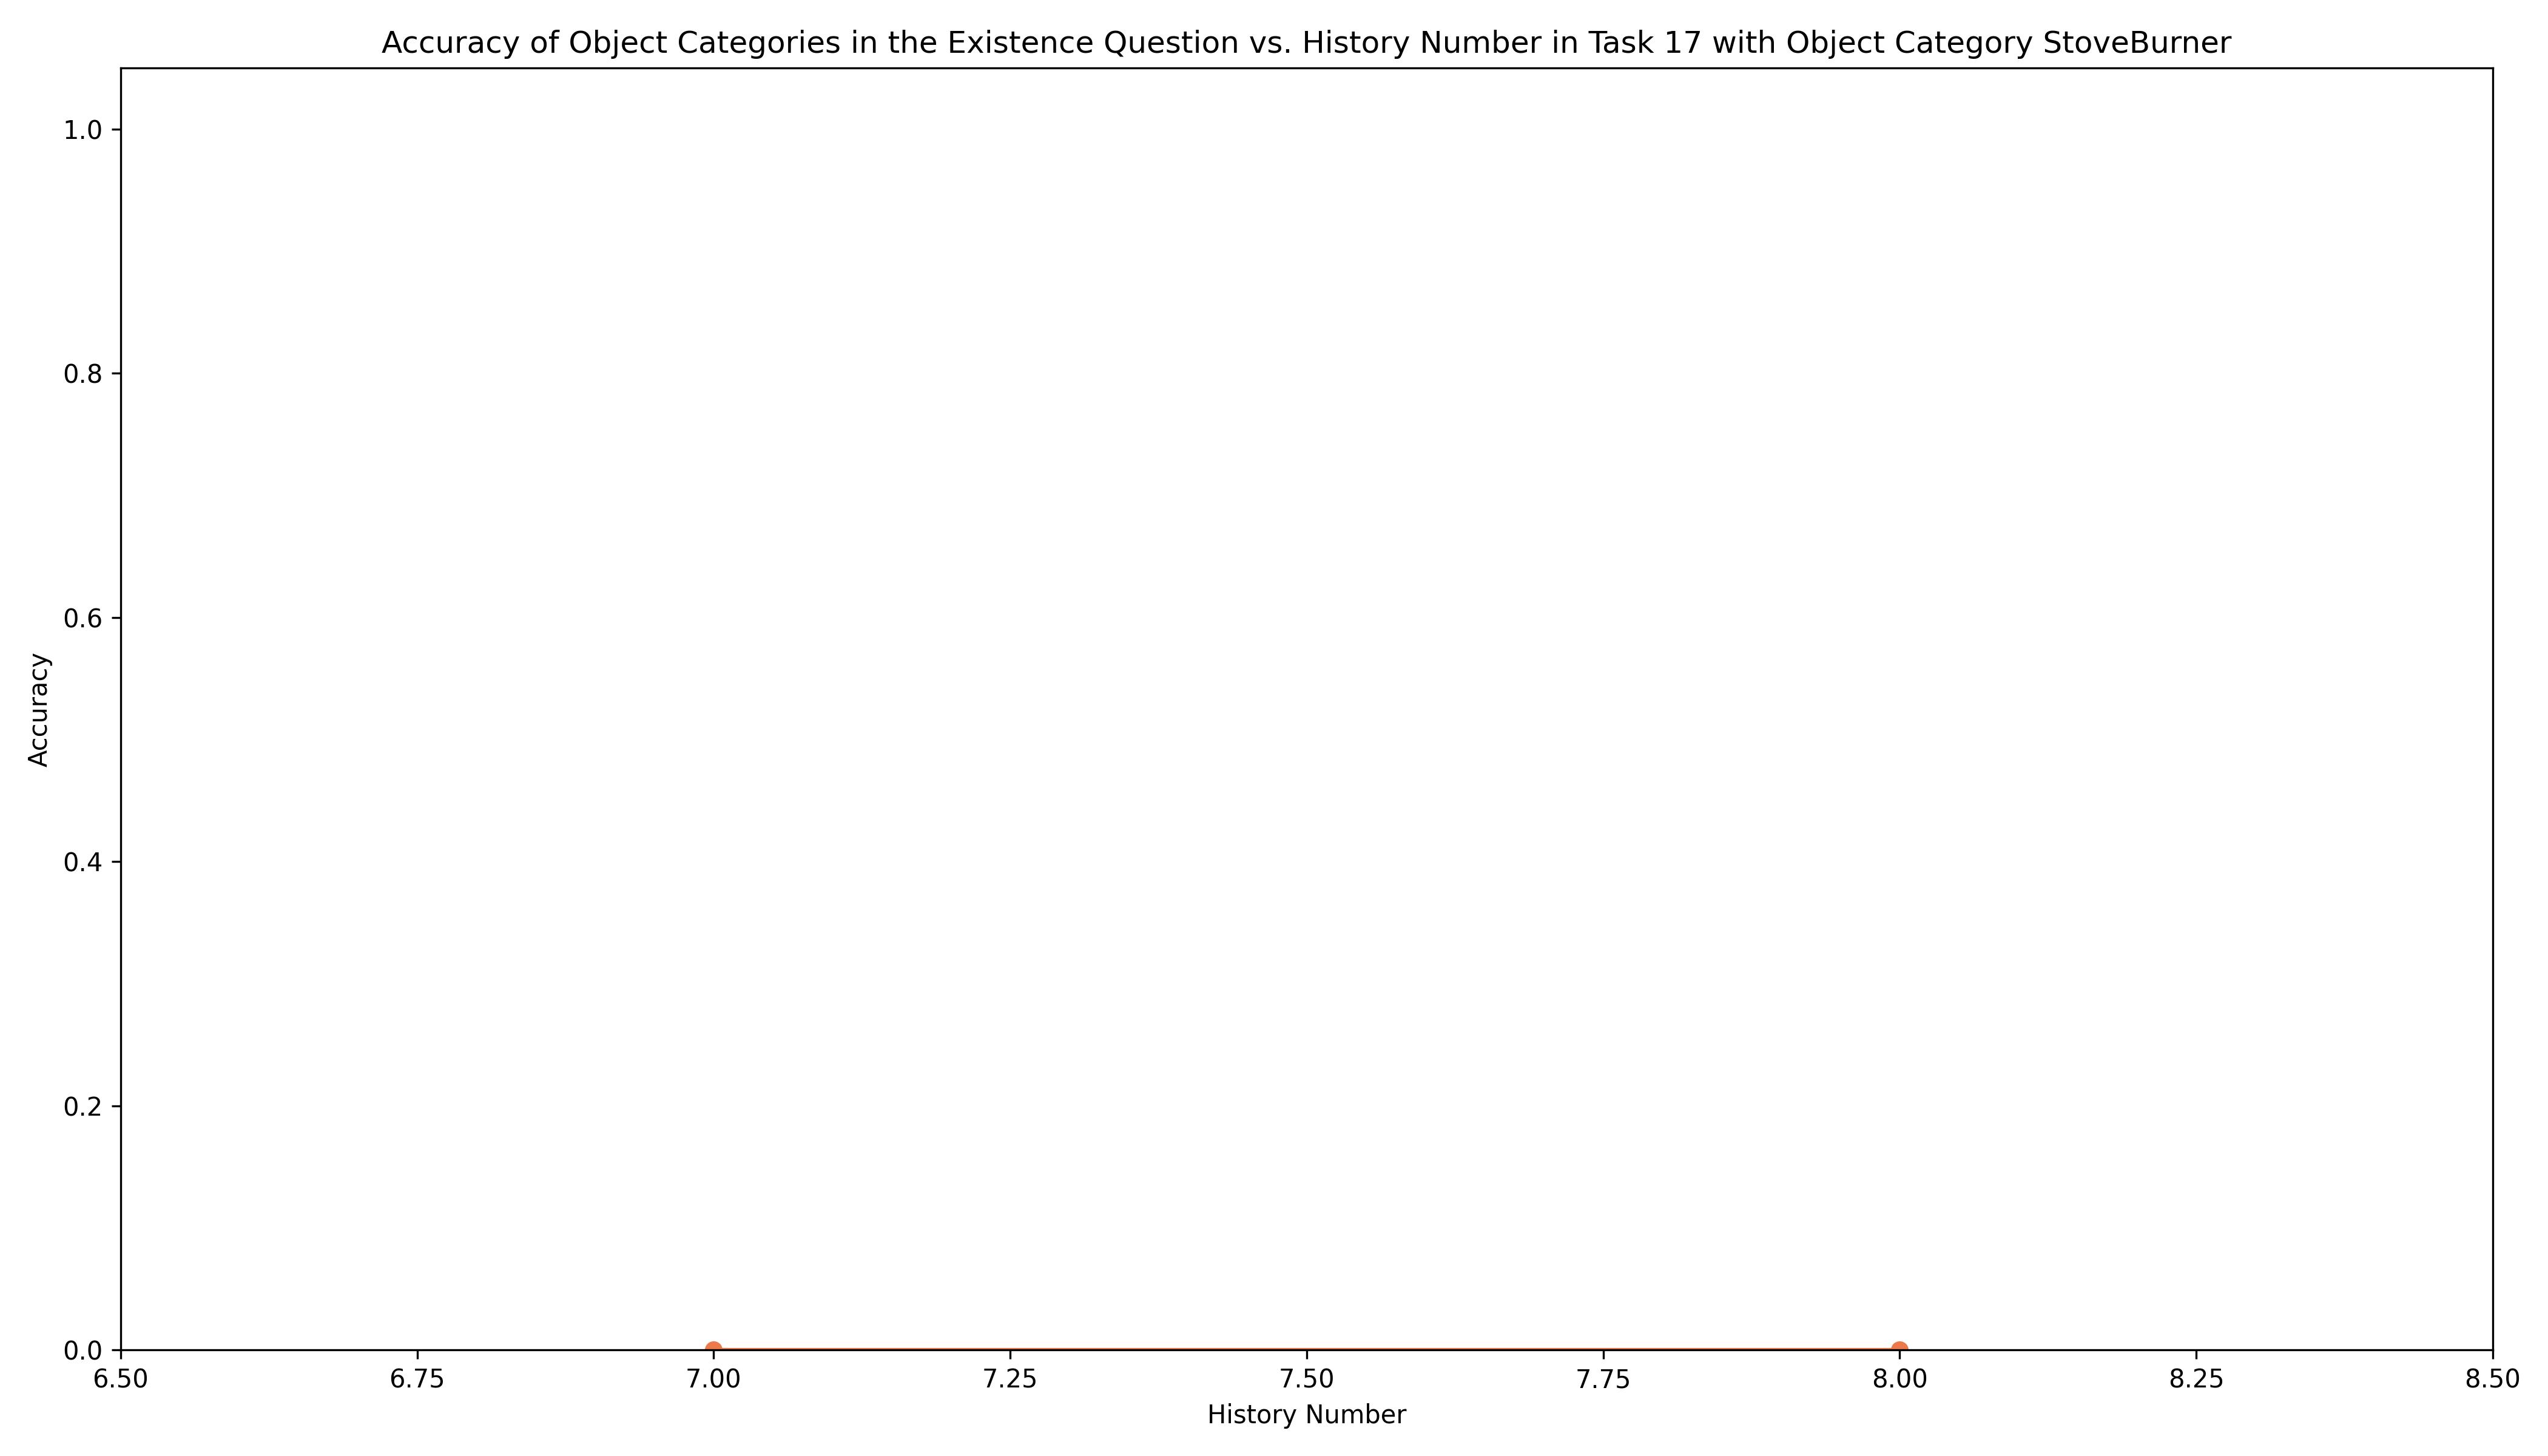 Accuracy of Object Categories in the Existence Question vs. History Number in Task 17 with Object Category StoveBurner
1.0
0.8
0.6
0.4
0.2
0.0
Accuracy
6.50 6.75 7.00 7.25 7.50 7.75 8.00 8.25 8.50
History Number